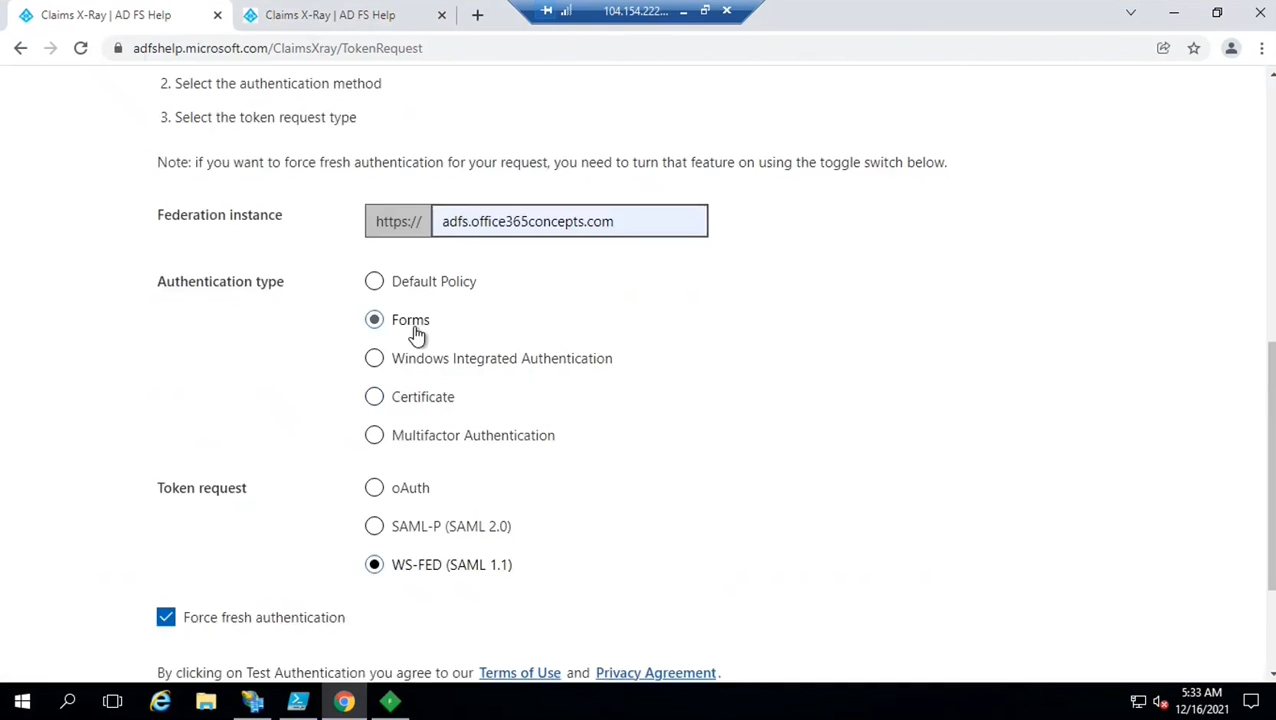 Claims X-Ray | AD FS Help
Claims X-Ray | AD FS Help
104.154.222...
adfshelp.microsoft.com/ClaimsXray/TokenRequest
2. Select the authentication method
3. Select the token request type
Note: if you want to force fresh authentication for your request, you need to turn that feature on using the toggle switch below.
Federation instance
https:// adfs.office365concepts.com
Authentication type
Default Policy
Forms
Windows Integrated Authentication
Certificate
Multifactor Authentication
Token request
oAuth
SAML-P (SAML 2.0)
WS-FED (SAML 1.1)
Force fresh authentication
By clicking on Test Authentication you agree to our Terms of Use and Privacy Agreement.
5:33 AM
12/16/2021